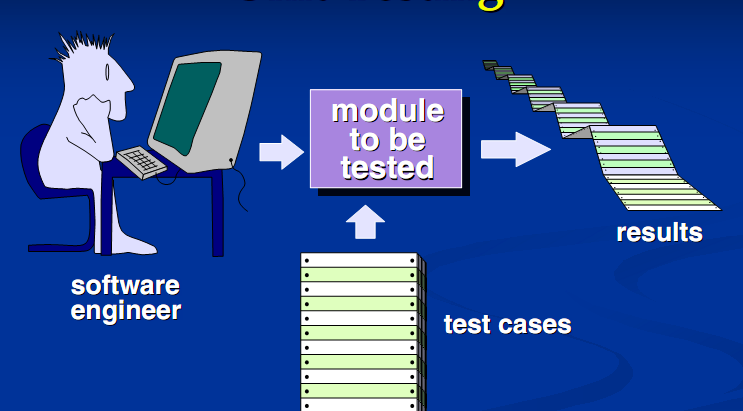 module
to be
tested
results
software
engineer
test cases